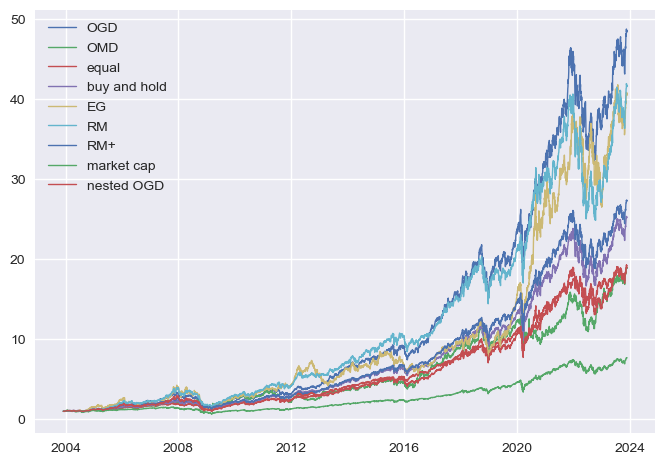 50
40
30
20
10
0
OGD
OMD
equal
buy and hold
EG
RM
RM+
market cap
nested OGD
2004 2008 2012 2016 2020 2024